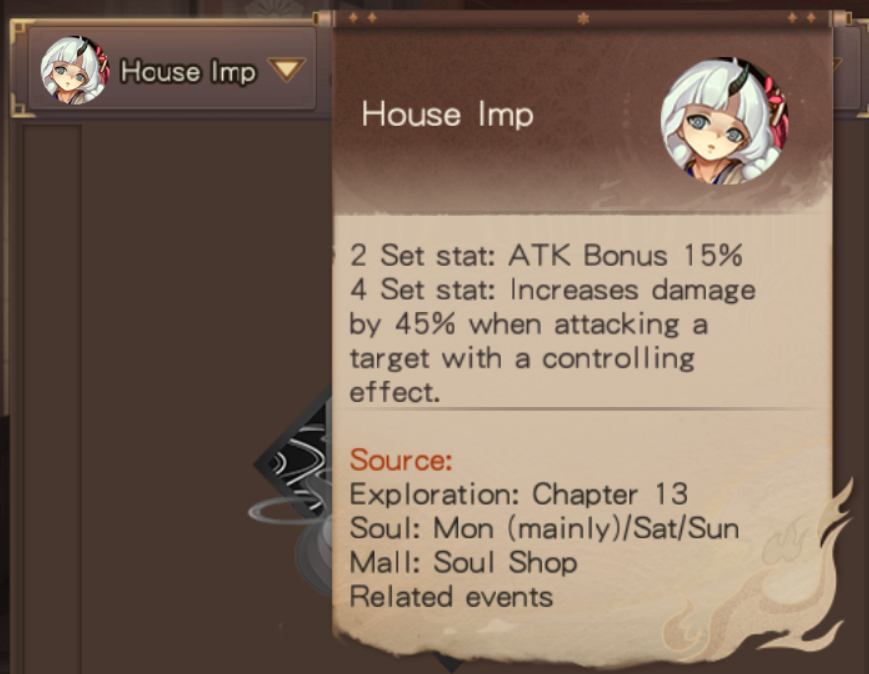 House Imp
House Imp
2 Set stat: ATK Bonus 15%
4 Set stat: Increases damage
by 45% when attacking a
target with a controlling
effect.
Source:
Exploration: Chapter 13
Soul: Mon (mainly)/Sat/Sun
Mall: Soul Shop
Related events